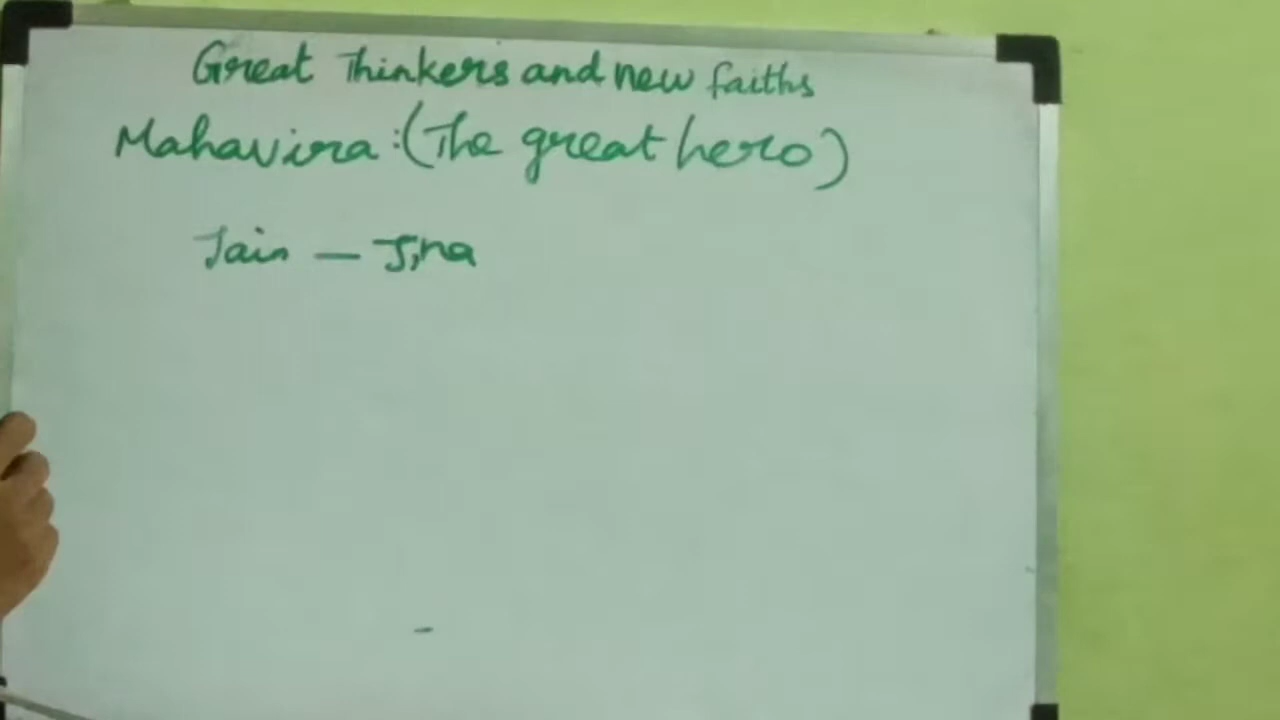 Great Thinkers and new faiths
Mahavira :(The great hero)
Jain — Jina